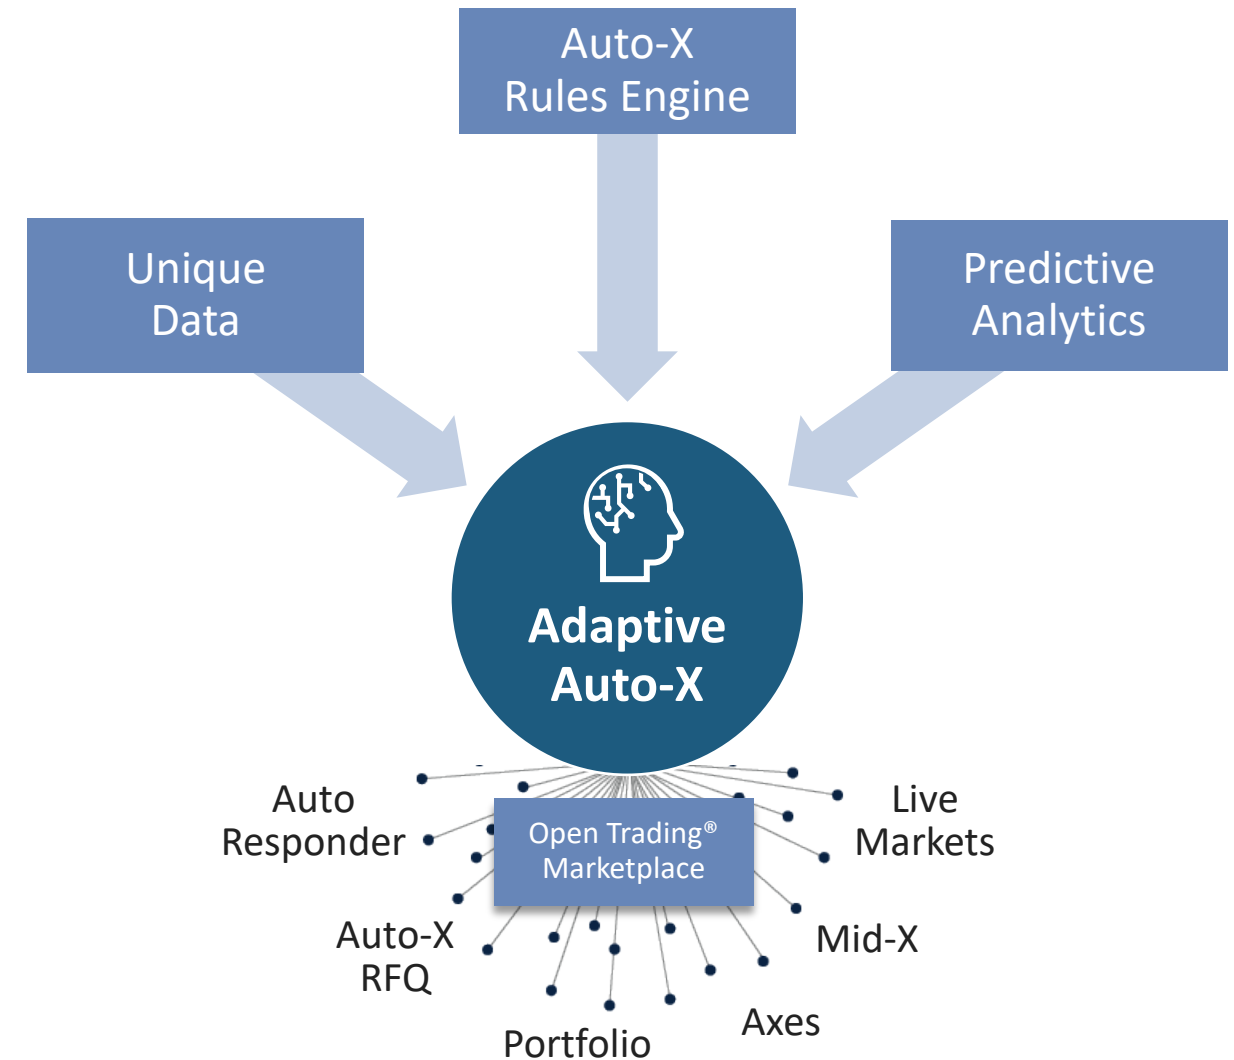 Auto-X
Rules Engine
Unique
Data
Predictive
Analytics
Adaptive
Auto-X
Open Trading®
Marketplace
Auto
Responder
Live
Markets
Auto-X
RFQ
Mid-X
Axes
Portfolio